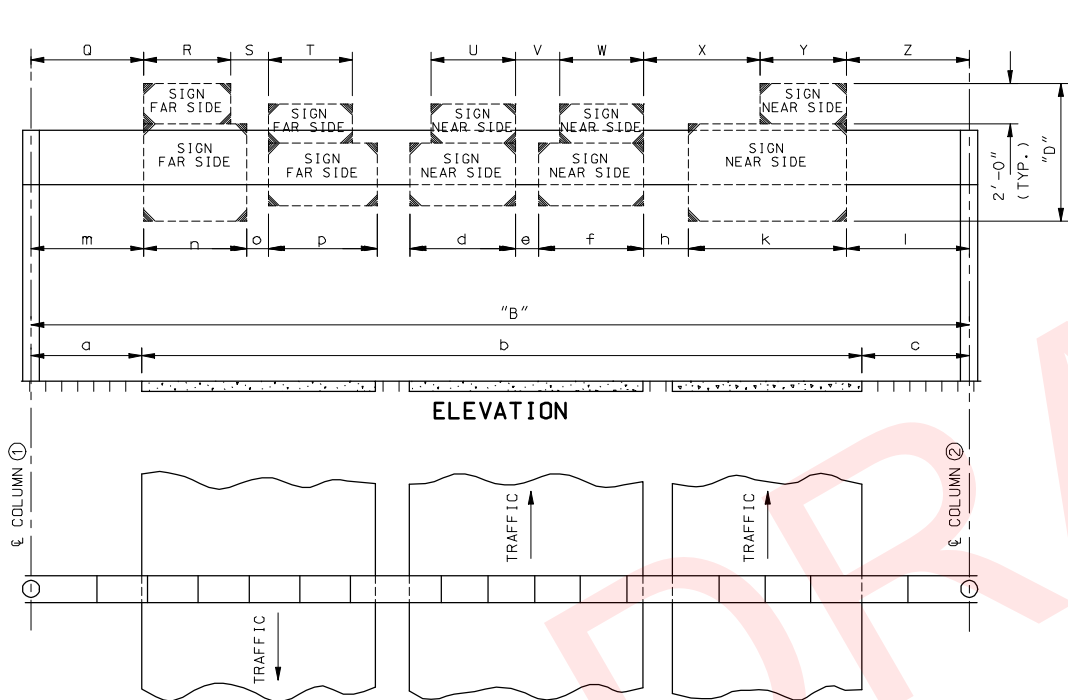 Q R S T U V W X Y Z
SIGN
FAR SIDE
SIGN
NEAR SIDE
SIGN
FAR SIDE
SIGN
NEAR SIDE
SIGN
NEAR SIDE
SIGN
FAR SIDE
SIGN
FAR SIDE
SIGN
NEAR SIDE
SIGN
NEAR SIDE
SIGN
NEAR SIDE
2'-0"
(TYP.)
"D"
m n o p d e f h k l
"B"
a b c
ELEVATION
℄ COLUMN ①
℄ COLUMN ②
TRAFFIC
TRAFFIC
TRAFFIC
DRA